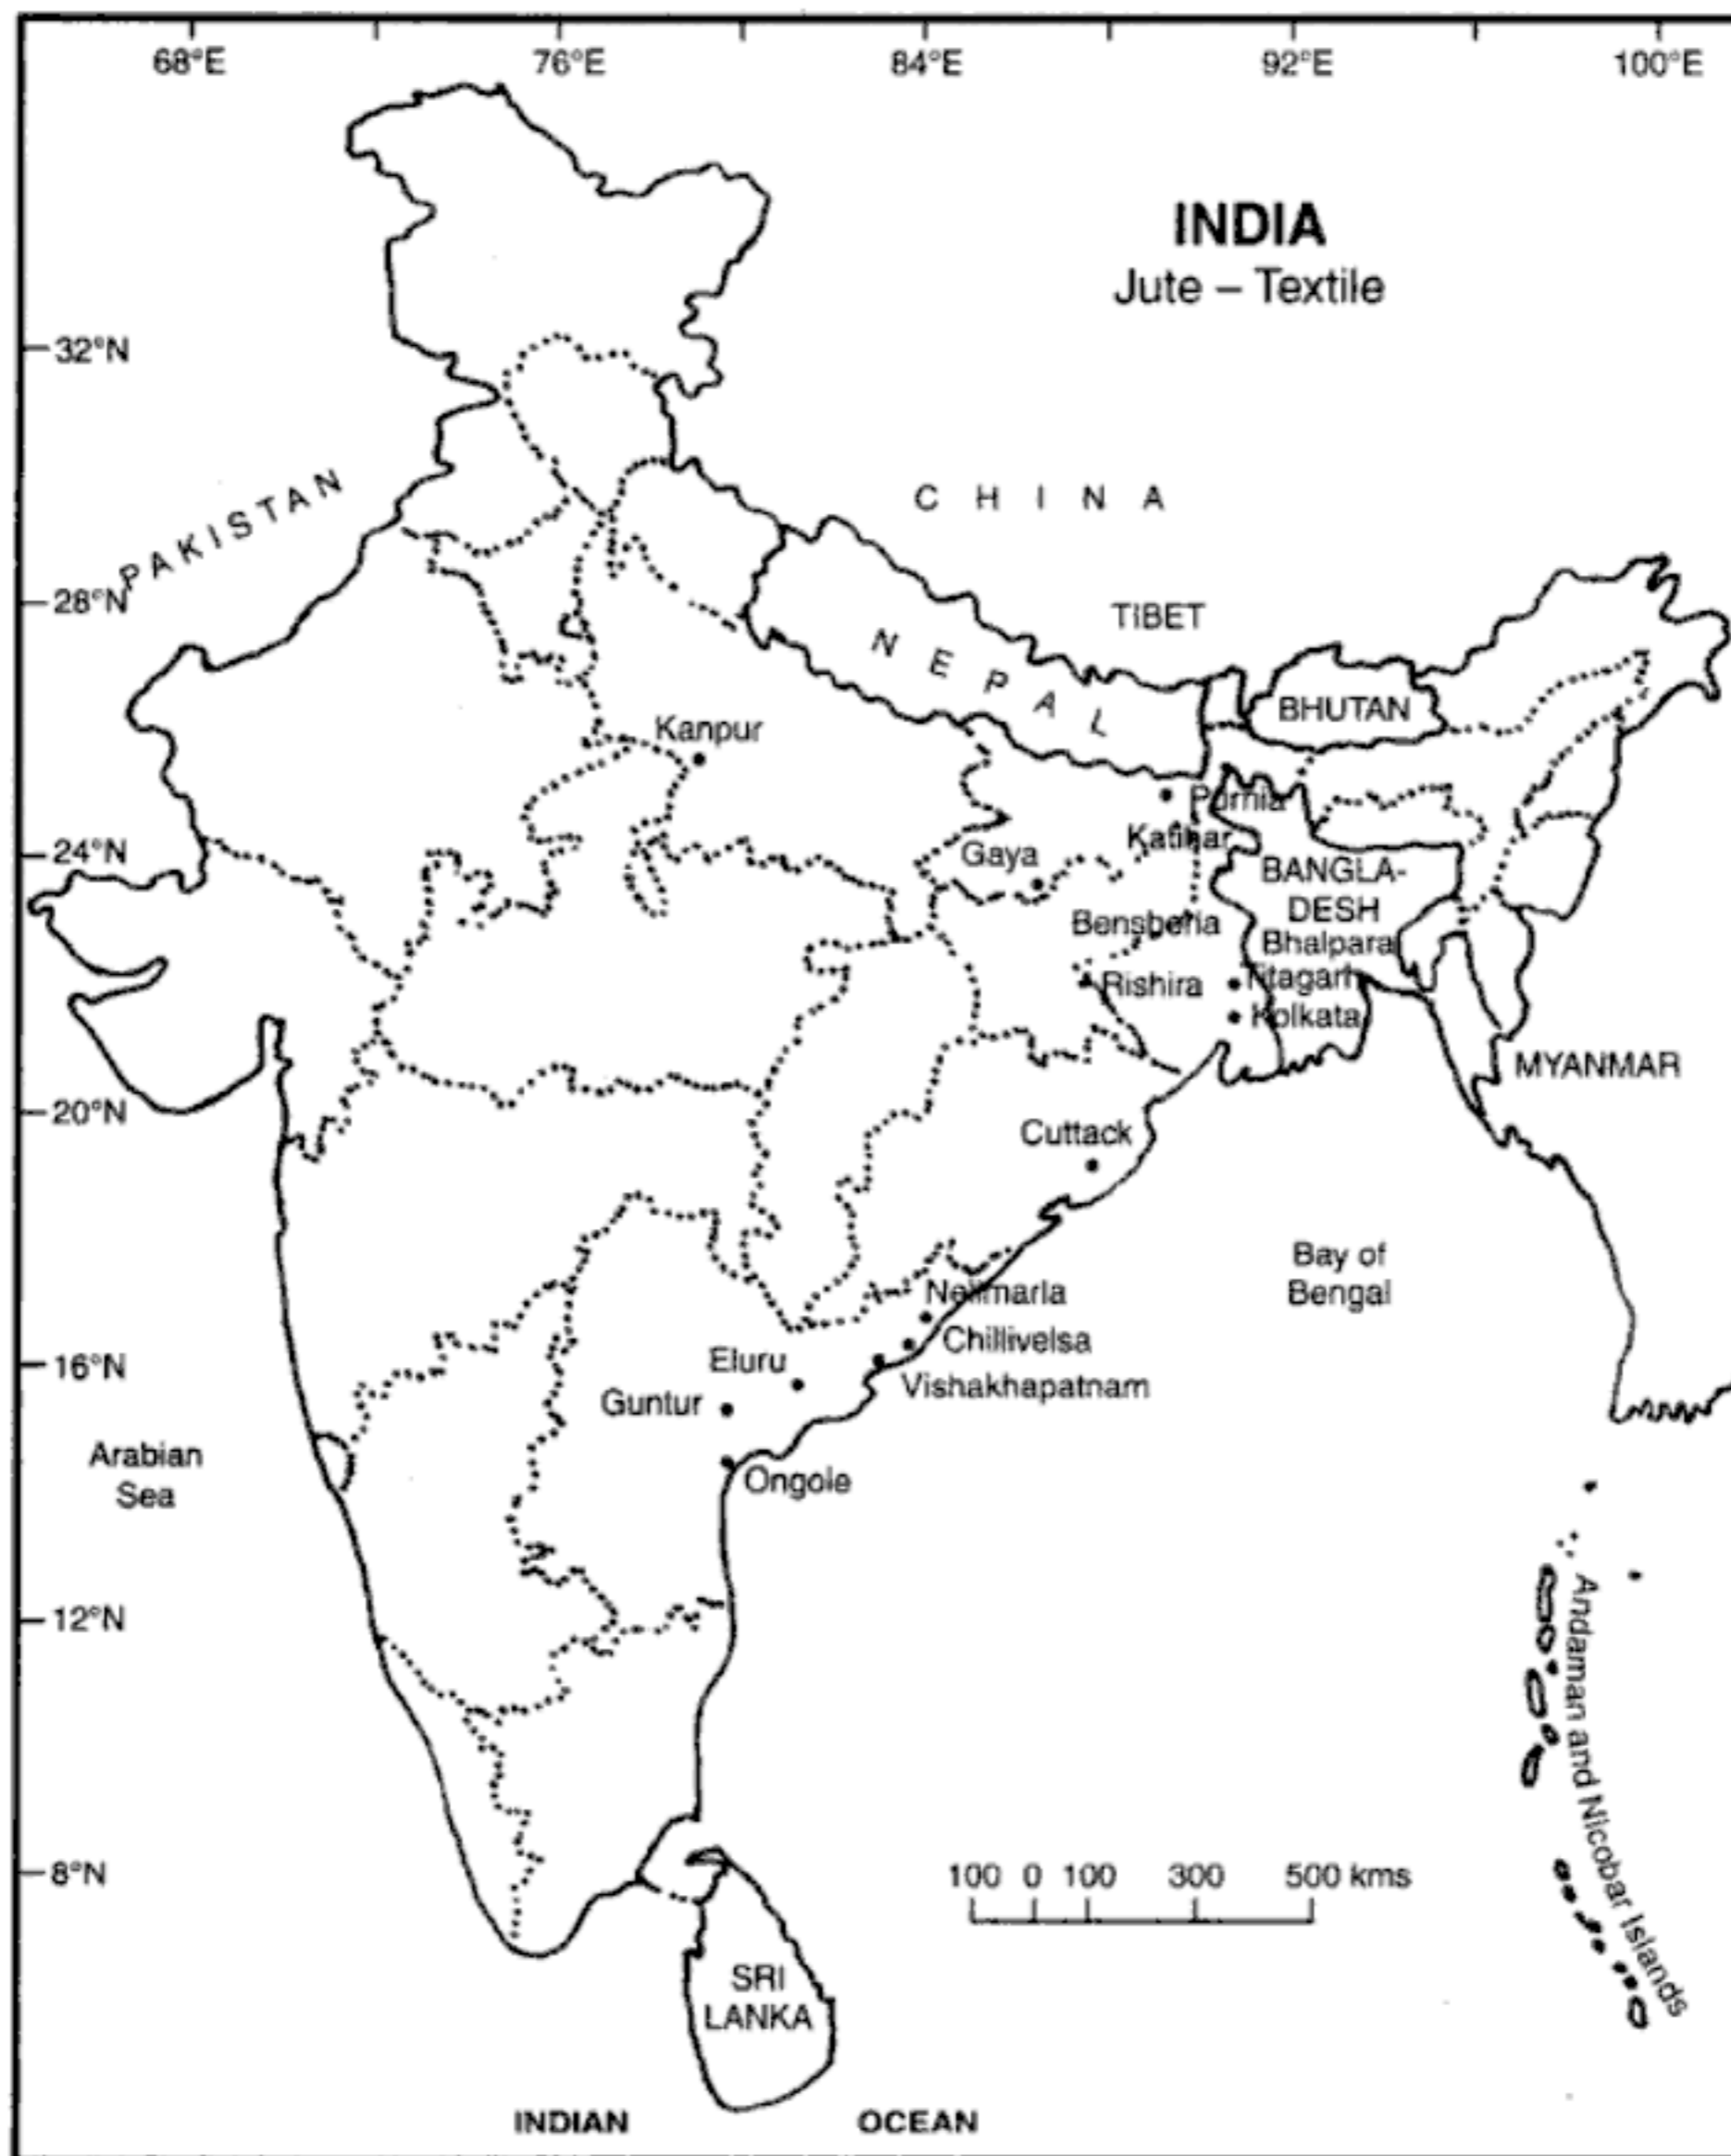 68°E 76°E 84°E 92°E 100°E
INDIA
Jute – Textile
32°N
PAKISTAN
CHINA
28°N
TIBET
NEPAL
BHUTAN
Kanpur
Purnia
Katihar
24°N
Gaya
BANGLA-
DESH
Bensberia
Bhalpara
Rishira
Titagarh
Kolkata
MYANMAR
20°N
Cuttack
Bay of
Bengal
Nellmarla
Chillivelsa
16°N
Eluru
Vishakhapatnam
Guntur
Arabian
Sea
Ongole
12°N
Andaman and Nicobar Islands
8°N
100 0 100 300 500 kms
SRI
LANKA
INDIAN OCEAN